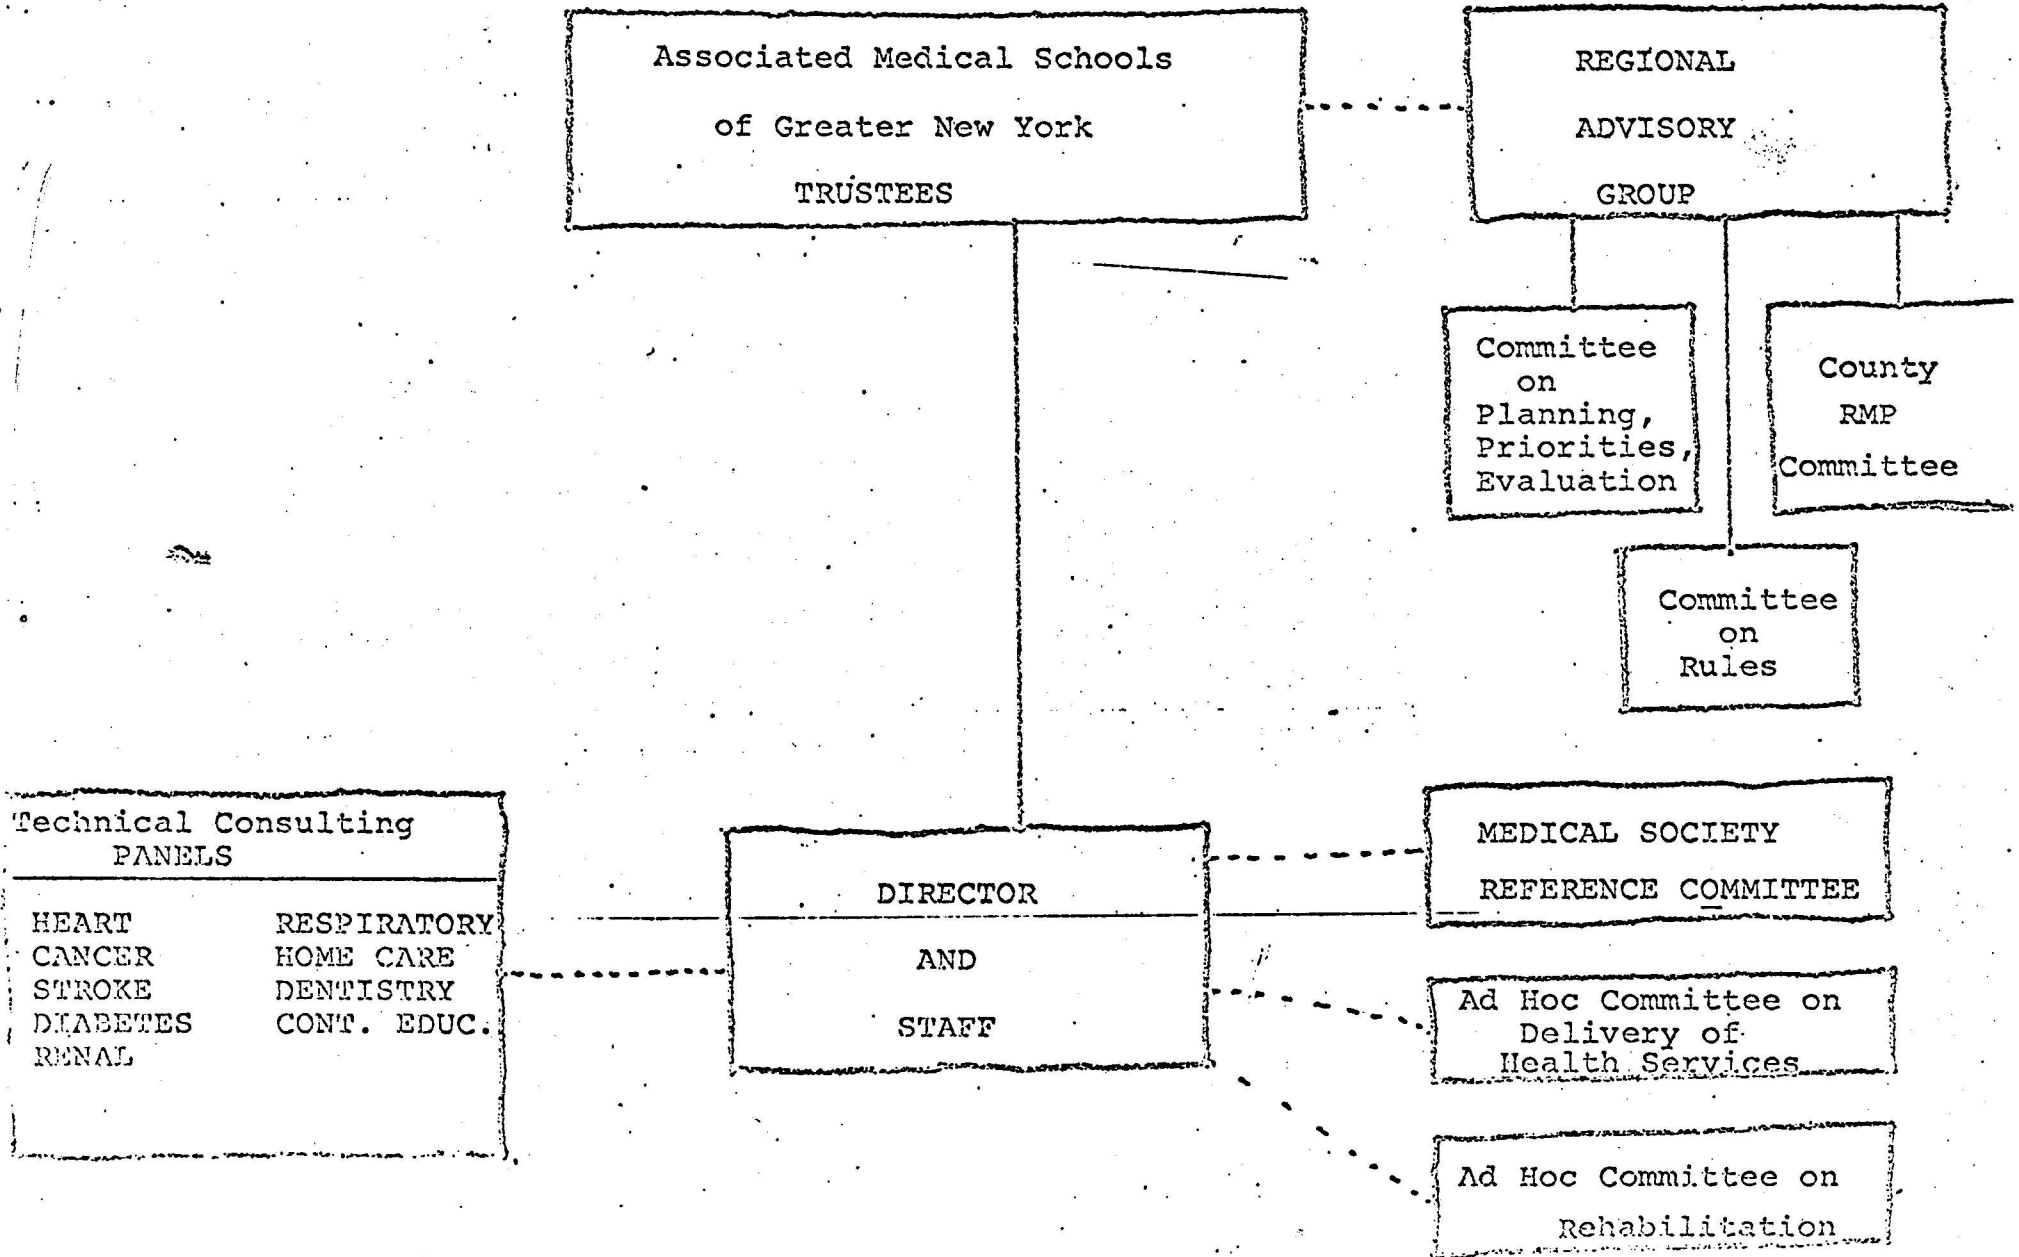 Associated Medical Schools
of Greater New York
TRUSTEES
REGIONAL
ADVISORY
GROUP
Committee
on
Planning,
Priorities,
Evaluation
County
RMP
Committee
Committee
on
Rules
Technical Consulting
PANELS
HEART RESPIRATORY
CANCER HOME CARE
STROKE DENTISTRY
DIABETES CONT. EDUC.
RENAL
DIRECTOR
AND
STAFF
MEDICAL SOCIETY
REFERENCE COMMITTEE
Ad Hoc Committee on
Delivery of
Health Services
Ad Hoc Committee on
Rehabilitation